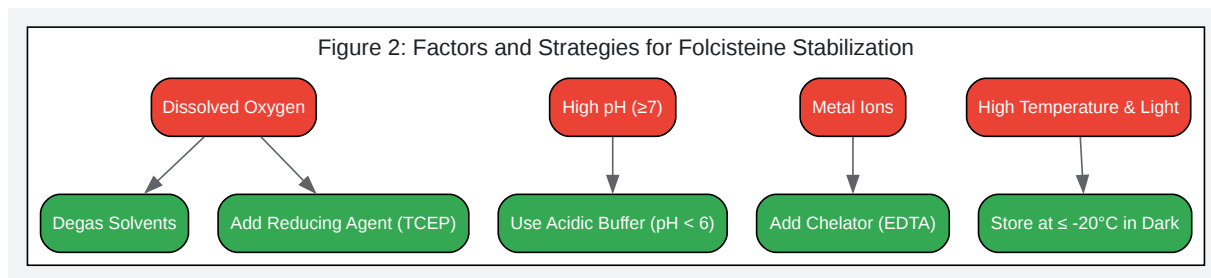 Figure 2: Factors and Strategies for Folcisteine Stabilization
Dissolved Oxygen
High pH (≥7)
Metal Ions
High Temperature & Light
Degas Solvents
Add Reducing Agent (TCEP)
Use Acidic Buffer (pH < 6)
Add Chelator (EDTA)
Store at ≤ -20°C in Dark